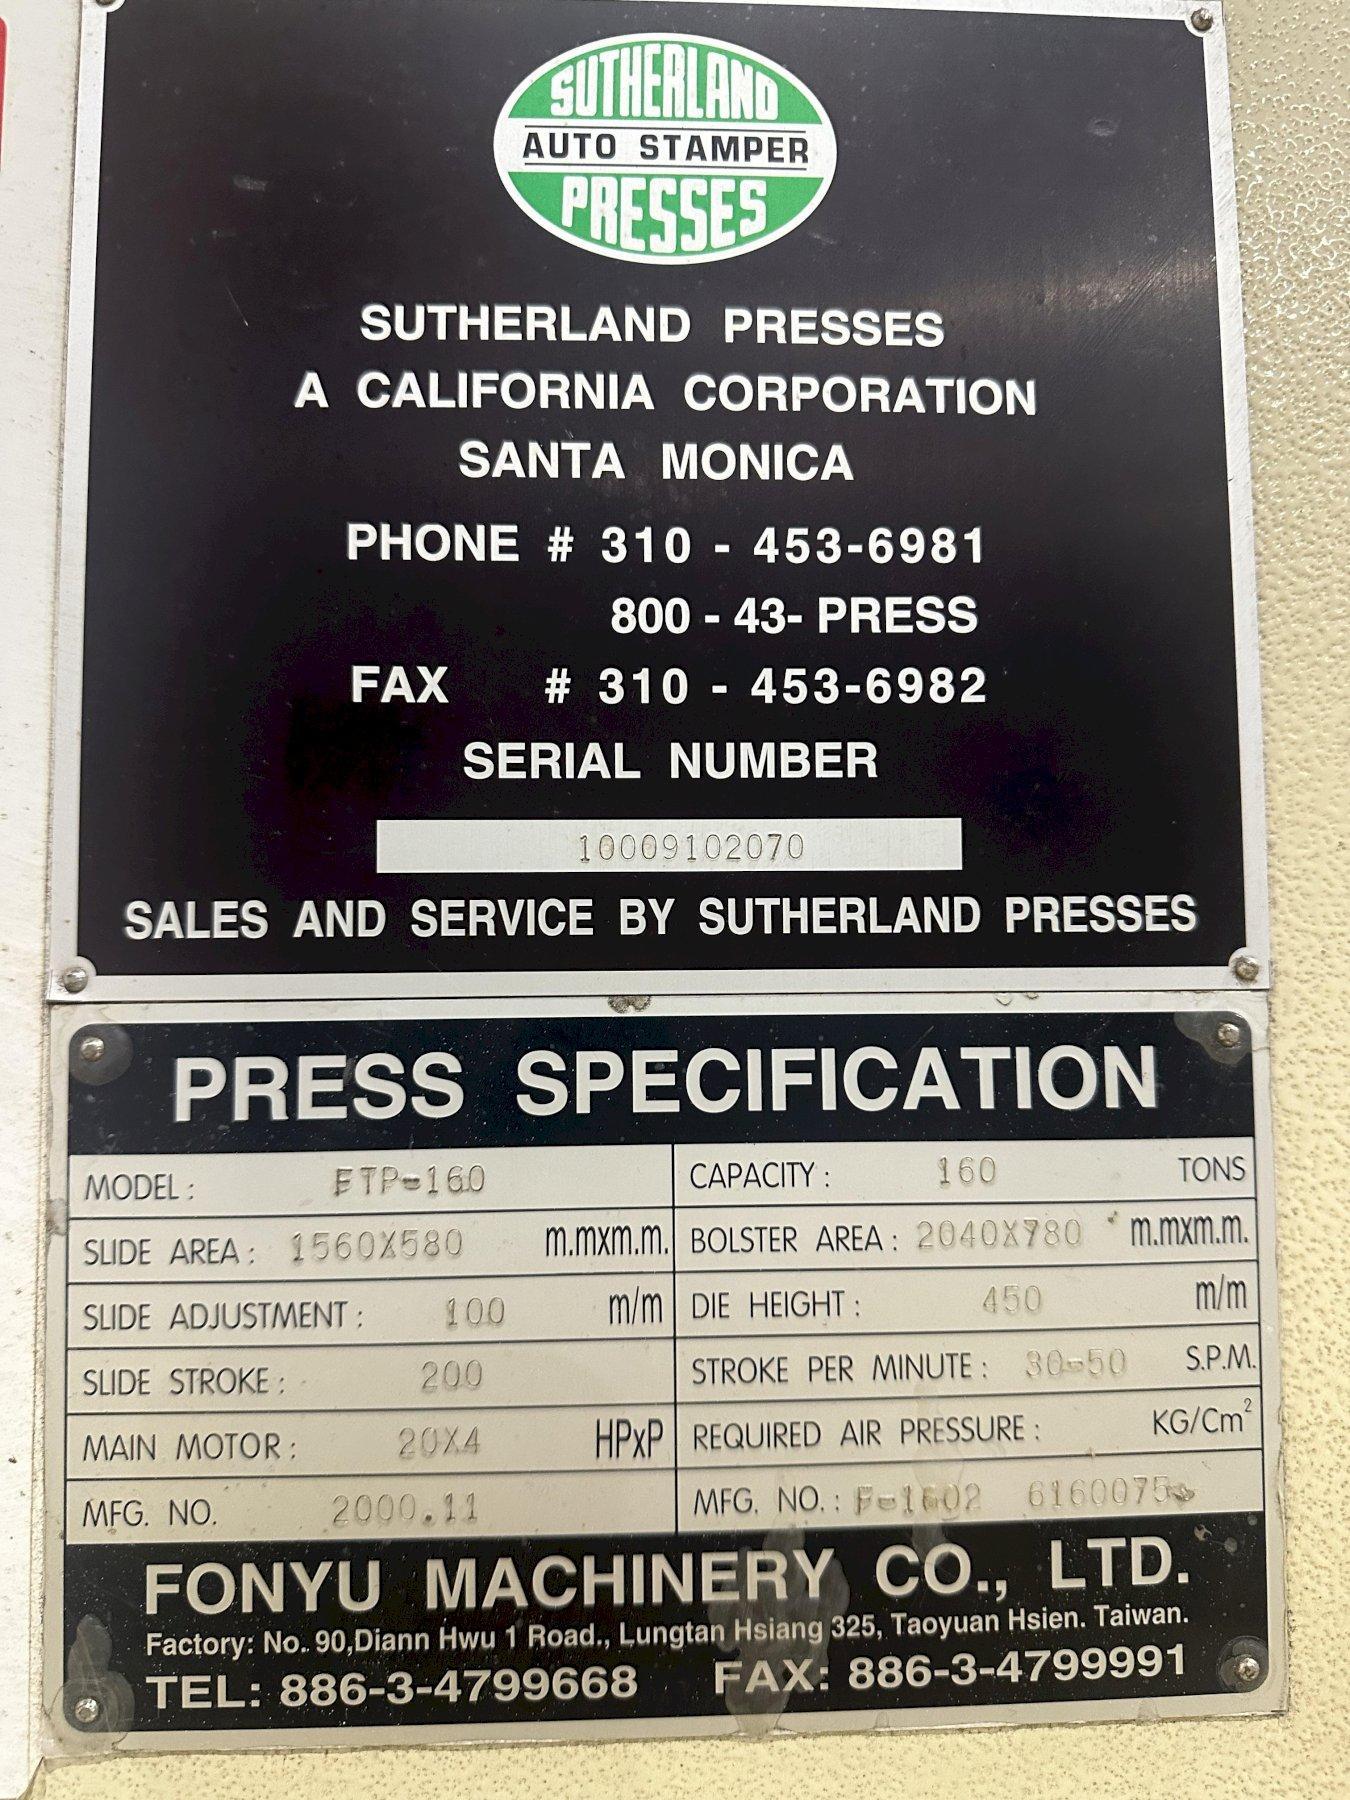 SUTHERLAND
AUTO STAMPER
PRESSES
SUTHERLAND PRESSES
A CALIFORNIA CORPORATION
SANTA MONICA
PHONE # 310 - 453-6981
800 - 43- PRESS
FAX # 310 - 453-6982
SERIAL NUMBER
10009102070
SALES AND SERVICE BY SUTHERLAND PRESSES
PRESS SPECIFICATION
MODEL: FTP-160 CAPACITY: 160 TONS
SLIDE AREA: 1560X580 m.mxm.m. BOLSTER AREA: 2040X780 m.mxm.m.
SLIDE ADJUSTMENT: 100 m/m DIE HEIGHT: 450 m/m
SLIDE STROKE: 200 STROKE PER MINUTE: 30-50 S.P.M.
MAIN MOTOR: 20X4 HPxP REQUIRED AIR PRESSURE: KG/Cm²
MFG. NO. 2000.11 MFG. NO.: F-1602 6160075
FONYU MACHINERY CO., LTD.
Factory: No. 90,Diann Hwu 1 Road., Lungtan Hsiang 325, Taoyuan Hsien. Taiwan.
TEL: 886-3-4799668 FAX: 886-3-4799991